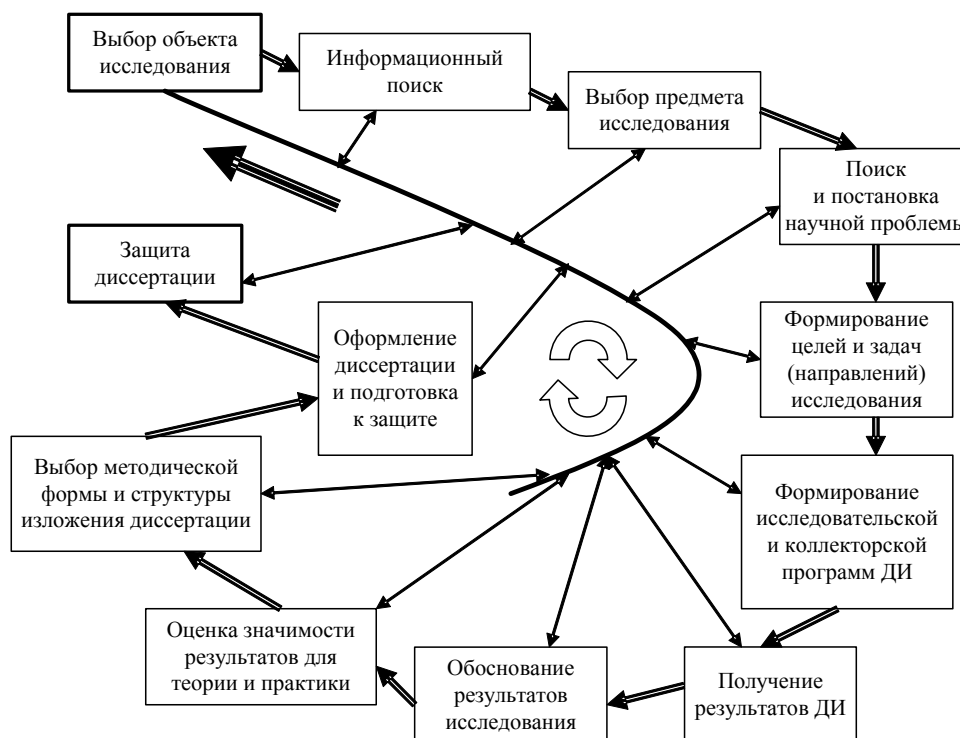 Выбор объекта
исследования
Информационный
поиск
Выбор предмета
исследования
Поиск
и постановка
научной проблемы
Формирование
целей и задач
(направлений)
исследования
Формирование
исследовательской
и коллекторской
программ ДИ
Получение
результатов ДИ
Обоснование
результатов
исследования
Оценка значимости
результатов для
теории и практики
Выбор методической
формы и структуры
изложения диссертации
Оформление
диссертации
и подготовка
к защите
Защита
диссертации